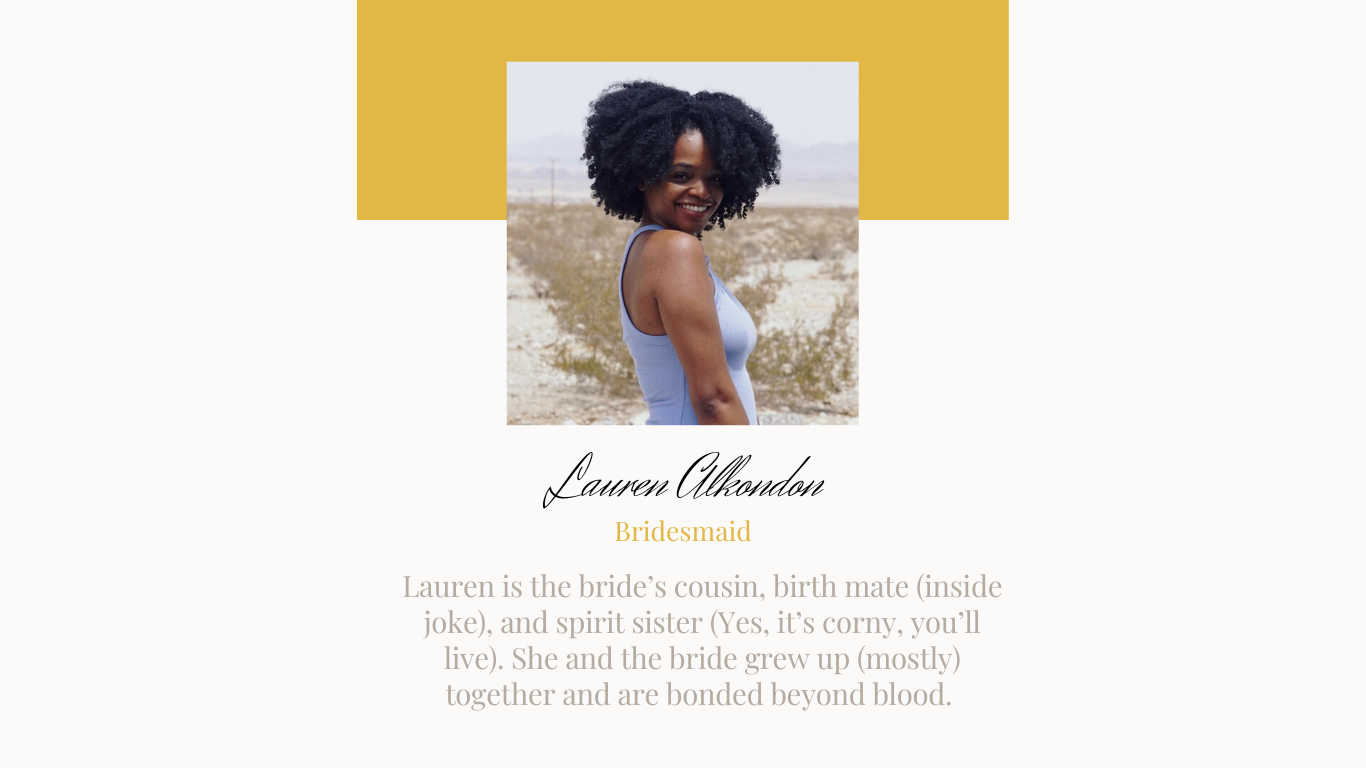 Lauren Alkondon
Bridesmaid
Lauren is the bride’s cousin, birth mate (inside
joke), and spirit sister (Yes, it’s corny, you’ll
live). She and the bride grew up (mostly)
together and are bonded beyond blood.